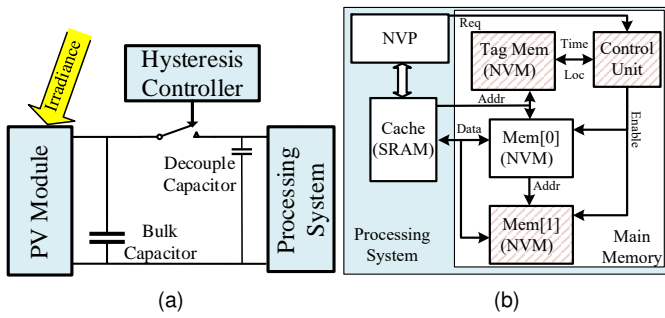 Irradiance
Hysteresis
Controller
PV Module
Decouple
Capacitor
Bulk
Capacitor
Processing
System
(a)
NVP
Req
Tag Mem
(NVM)
Time
Loc
Control
Unit
Addr
Cache
(SRAM)
Data
Mem[0]
(NVM)
Enable
Addr
Mem[1]
(NVM)
Processing
System
Main
Memory
(b)